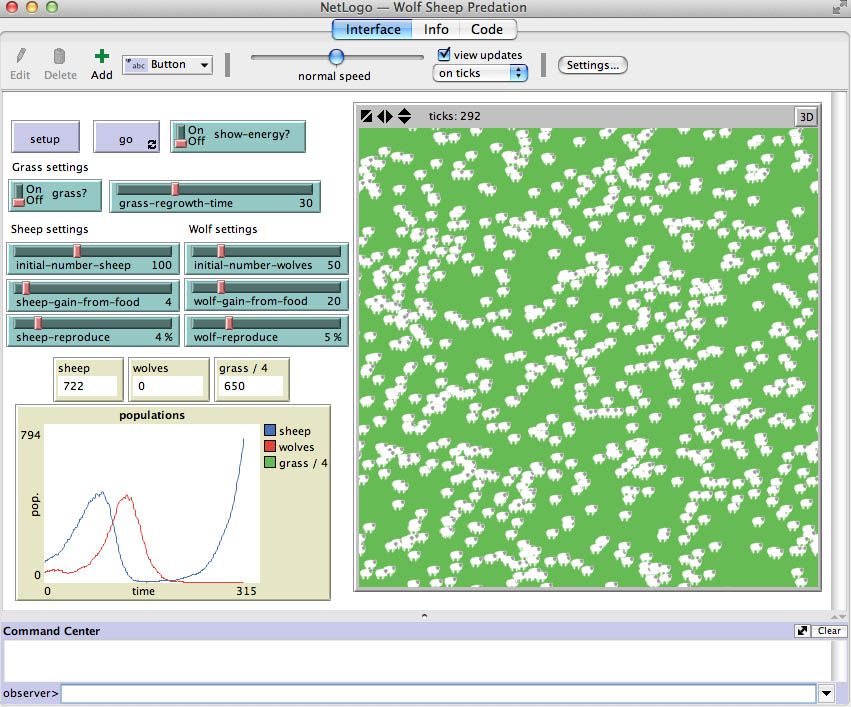 NetLogo — Wolf Sheep Predation
Interface Info Code
Edit Delete Add abc Button normal speed view updates on ticks Settings...
setup go On Off show-energy?
ticks: 292 3D
Grass settings
On Off grass? grass-regrowth-time 30
Sheep settings Wolf settings
initial-number-sheep 100 initial-number-wolves 50
sheep-gain-from-food 4 wolf-gain-from-food 20
sheep-reproduce 4 % wolf-reproduce 5 %
sheep wolves grass / 4
722 0 650
populations
794
pop.
0
0 time 315
sheep
wolves
grass / 4
Command Center Clear
observer>